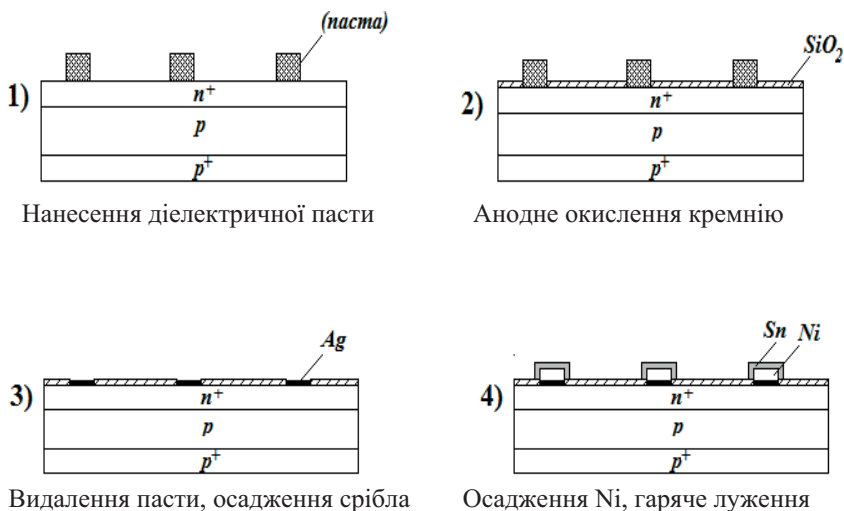 (паста)
1)
n+
p
p+
Нанесення діелектричної пасти
SiO2
2)
n+
p
p+
Анодне окислення кремнію
Ag
3)
n+
p
p+
Видалення пасти, осадження срібла
Sn Ni
4)
n+
p
p+
Осадження Ni, гаряче луження